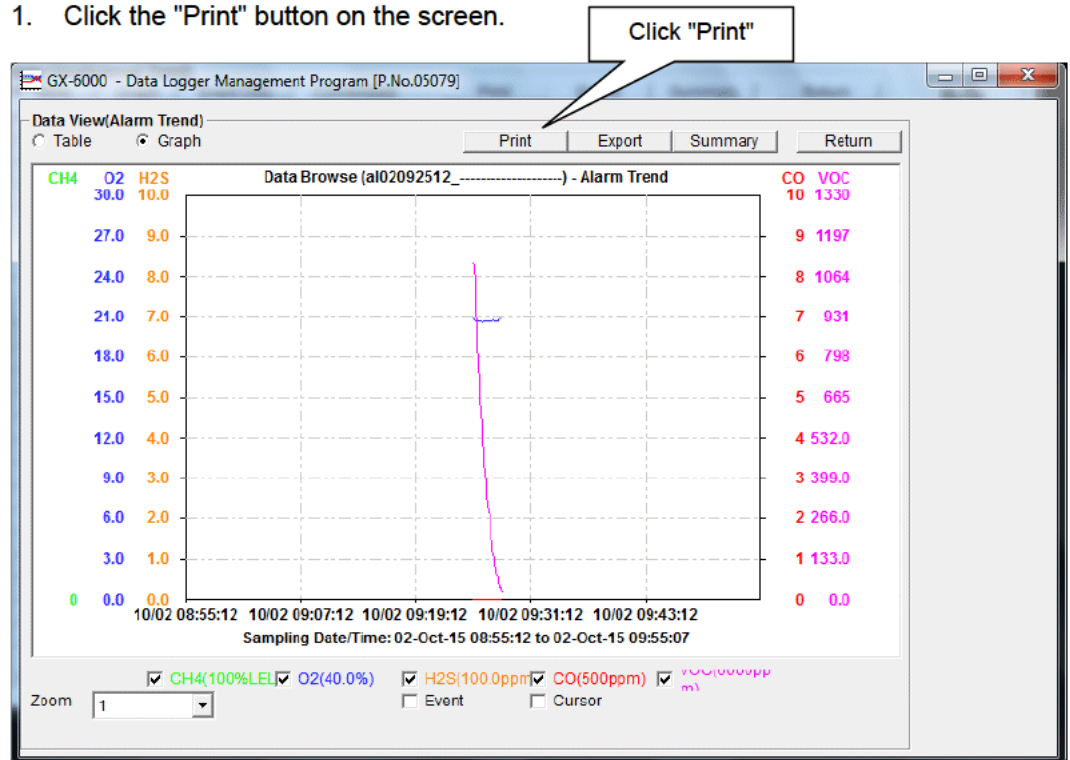 1. Click the "Print" button on the screen.
Click "Print"
GX-6000 - Data Logger Management Program [P.No.05079]
Data View(Alarm Trend)
Table Graph Print Export Summary Return
CH4 O2 H2S Data Browse (al02092512_--------------------) - Alarm Trend CO VOC
30.0 10.0 10 1330
27.0 9.0 9 1197
24.0 8.0 8 1064
21.0 7.0 7 931
18.0 6.0 6 798
15.0 5.0 5 665
12.0 4.0 4 532.0
9.0 3.0 3 399.0
6.0 2.0 2 266.0
3.0 1.0 1 133.0
0 0.0 0.0 0 0.0
10/02 08:55:12 10/02 09:07:12 10/02 09:19:12 10/02 09:31:12 10/02 09:43:12
Sampling Date/Time: 02-Oct-15 08:55:12 to 02-Oct-15 09:55:07
CH4(100%LEL O2(40.0%) H2S(100.0ppm CO(500ppm)
Zoom 1 Event Cursor